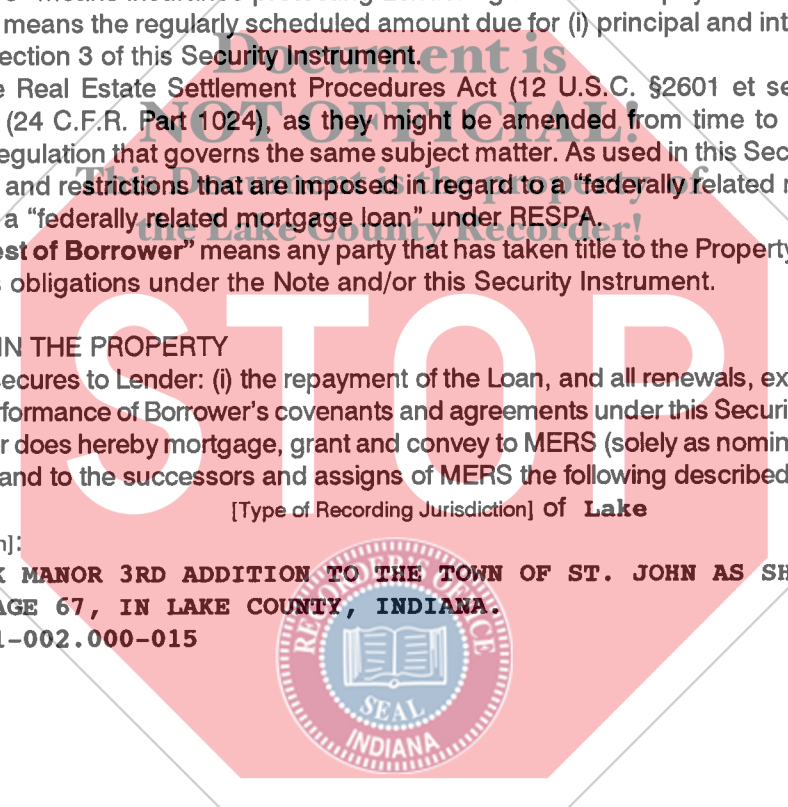 means the regularly scheduled amount due for (i) principal and int
ection 3 of this Security Instrument.
Document is
e Real Estate Settlement Procedures Act (12 U.S.C. §2601 et se
NOT OFFICIAL!
(24 C.F.R. Part 1024), as they might be amended from time to
egulation that governs the same subject matter. As used in this Sec
This Document is the property of
and restrictions that are imposed in regard to a “federally related
a “federally related mortgage loan” under RESPA.
the Lake County Recorder!
st of Borrower” means any party that has taken title to the Property
s obligations under the Note and/or this Security Instrument.
STOP
IN THE PROPERTY
ecures to Lender: (i) the repayment of the Loan, and all renewals, ex
rformance of Borrower’s covenants and agreements under this Securi
r does hereby mortgage, grant and convey to MERS (solely as nomin
and to the successors and assigns of MERS the following described
[Type of Recording Jurisdiction] of Lake
n]:
K MANOR 3RD ADDITION TO THE TOWN OF ST. JOHN AS SH
AGE 67, IN LAKE COUNTY, INDIANA.
1-002.000-015
RECORDER'S OFFICE
SEAL
INDIANA